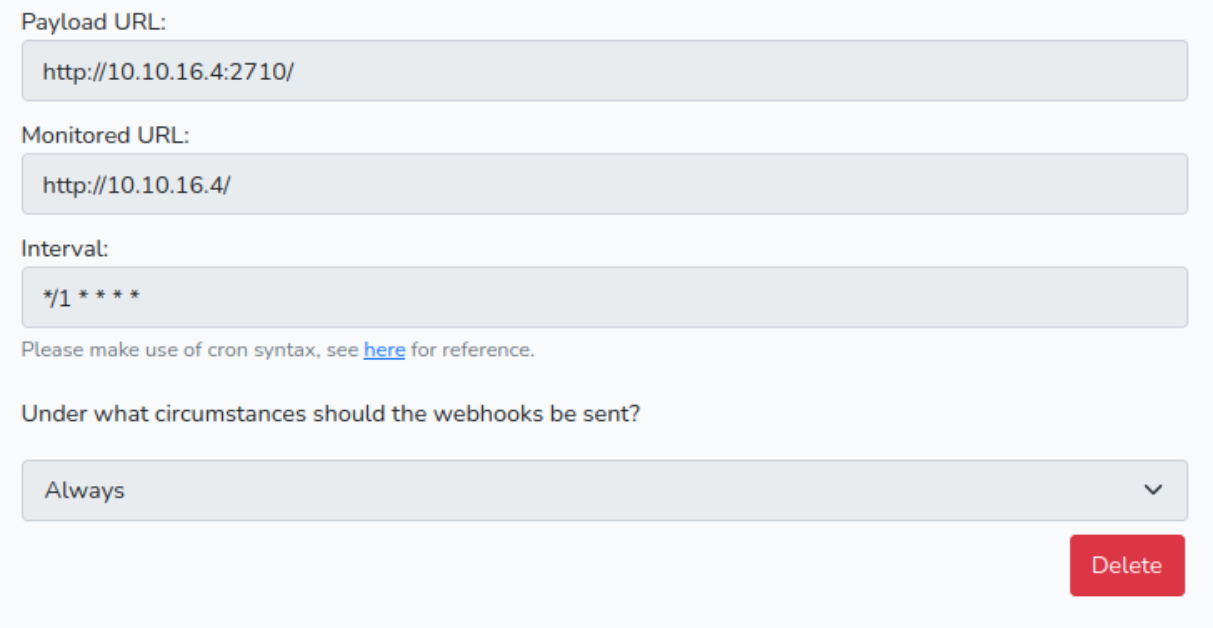 Payload URL:
http://10.10.16.4:2710/
Monitored URL:
http://10.10.16.4/
Interval:
*/1 * * * *
Please make use of cron syntax, see here for reference.
Under what circumstances should the webhooks be sent?
Always
Delete